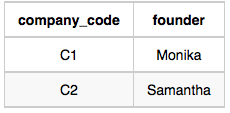 company_code founder
C1 Monika
C2 Samantha